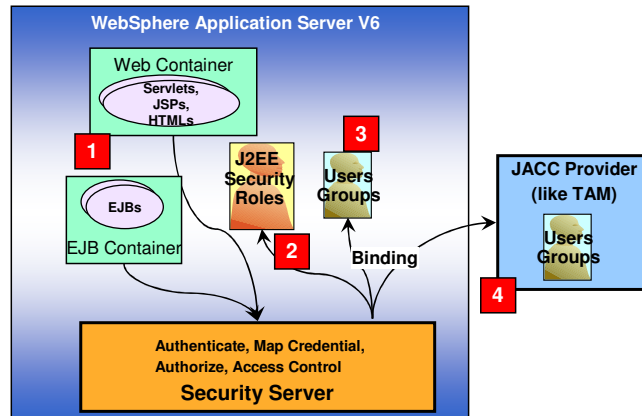 WebSphere Application Server V6
Web Container
Servlets,
JSPs,
HTMLs
1
EJBs
EJB Container
J2EE
Security
Roles
2
3
Users
Groups
Binding
JACC Provider
(like TAM)
Users
Groups
4
Authenticate, Map Credential,
Authorize, Access Control
Security Server